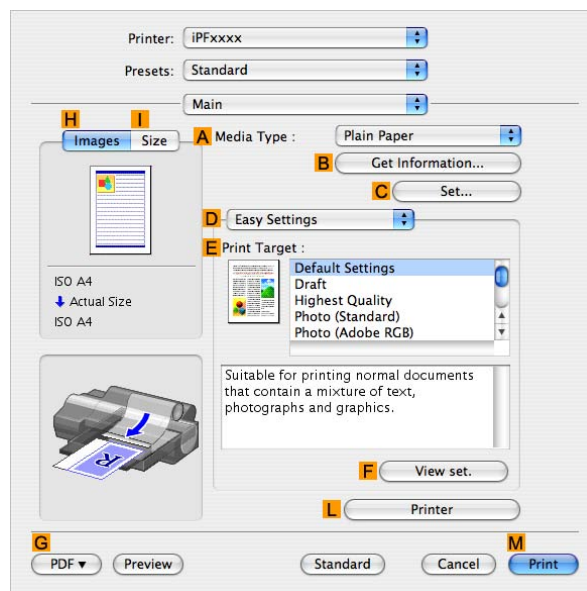 Printer: iPFxxxx
Presets: Standard
Main
H I
Images Size
A Media Type : Plain Paper
B Get Information...
C Set...
D Easy Settings
E Print Target :
Default Settings
Draft
Highest Quality
Photo (Standard)
Photo (Adobe RGB)
ISO A4
Actual Size
ISO A4
Suitable for printing normal documents
that contain a mixture of text,
photographs and graphics.
R
F View set.
L Printer
G M
PDF Preview Standard Cancel Print